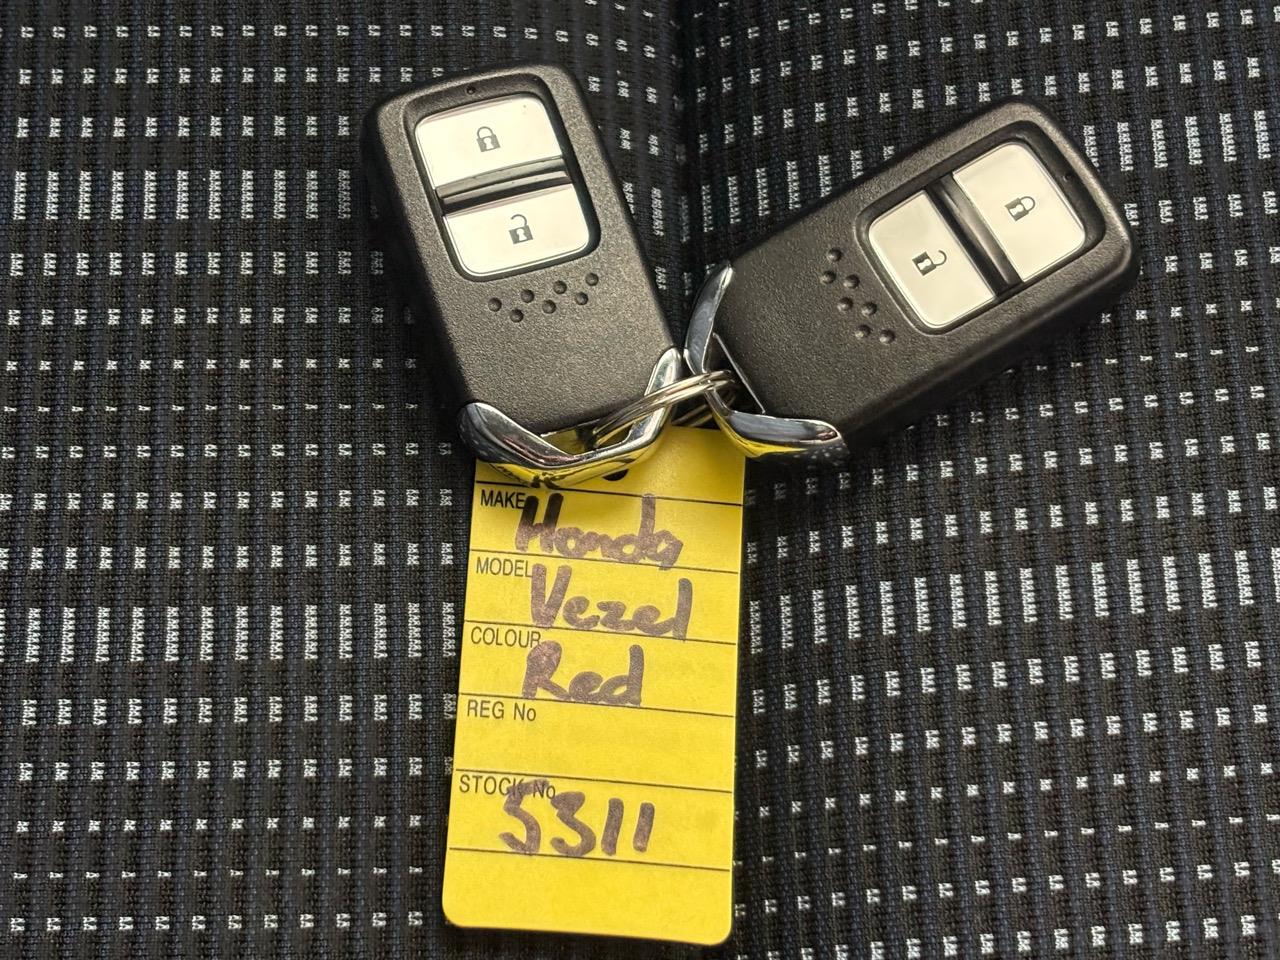 MAKE Honda
MODEL Vezel
COLOUR Red
REG No
STOCK No 5311